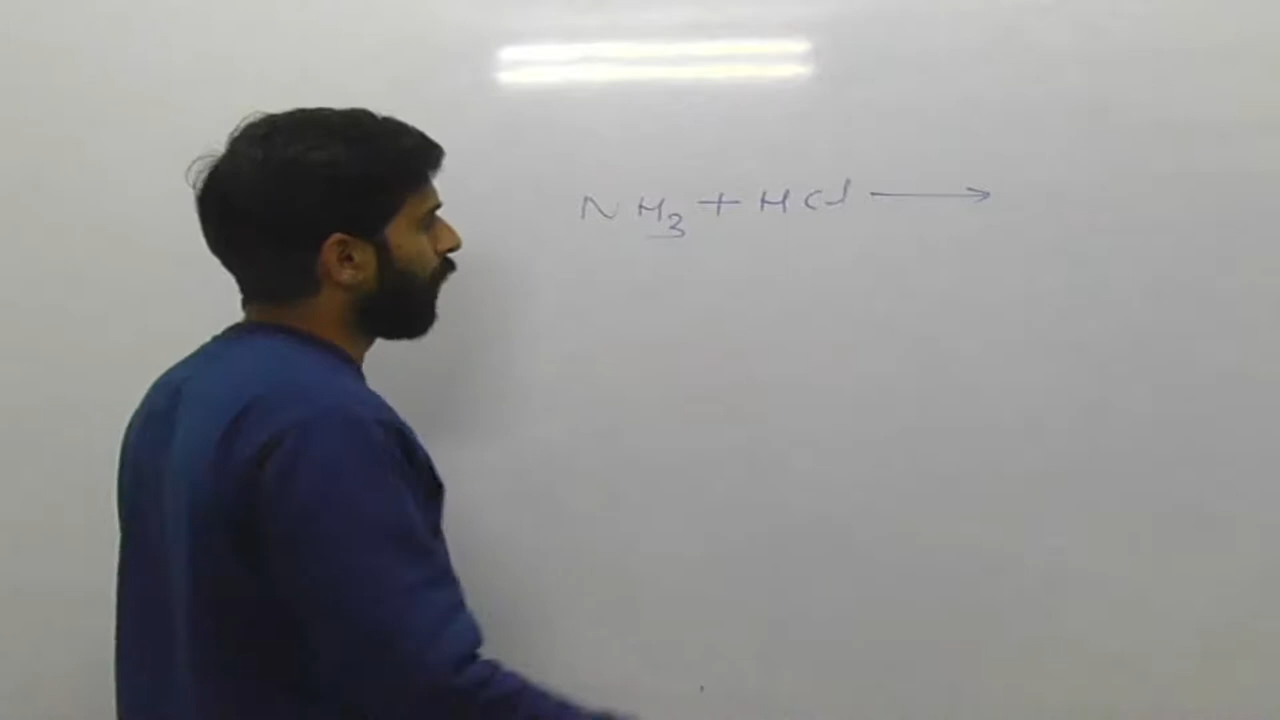 NH₃ + HCl ⟶